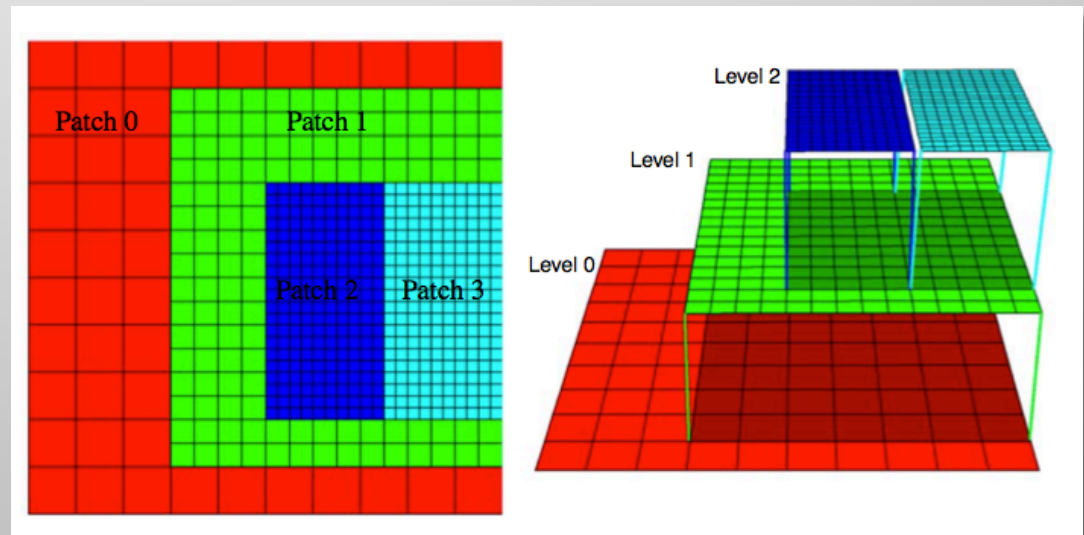 Patch 0
Patch 1
Patch 2
Patch 3
Level 2
Level 1
Level 0